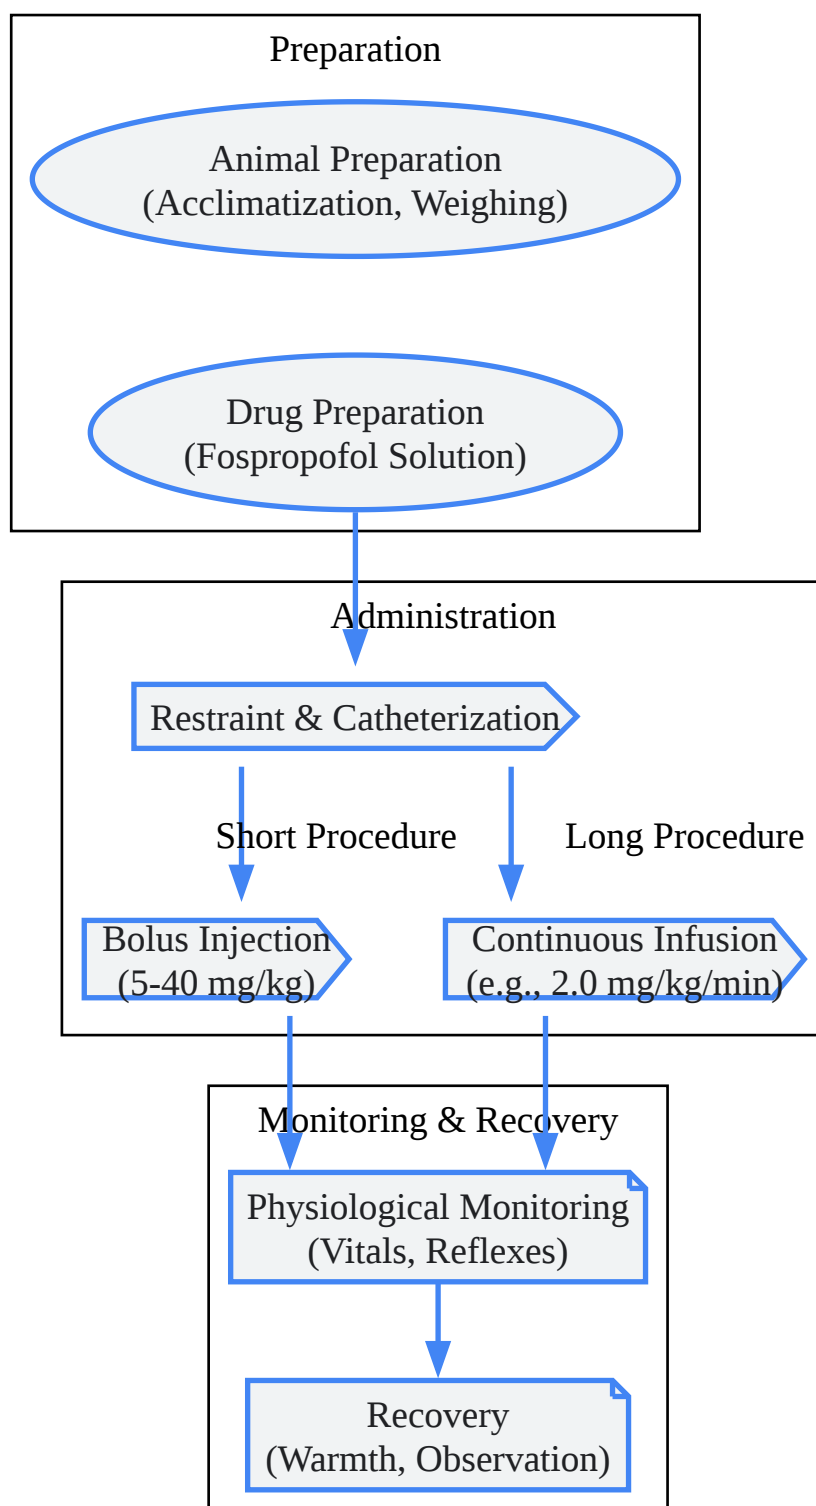 Preparation
Animal Preparation
(Acclimatization, Weighing)
Drug Preparation
(Fospropofol Solution)
Administration
Restraint & Catheterization
Short Procedure
Long Procedure
Bolus Injection
(5-40 mg/kg)
Continuous Infusion
(e.g., 2.0 mg/kg/min)
Monitoring & Recovery
Physiological Monitoring
(Vitals, Reflexes)
Recovery
(Warmth, Observation)